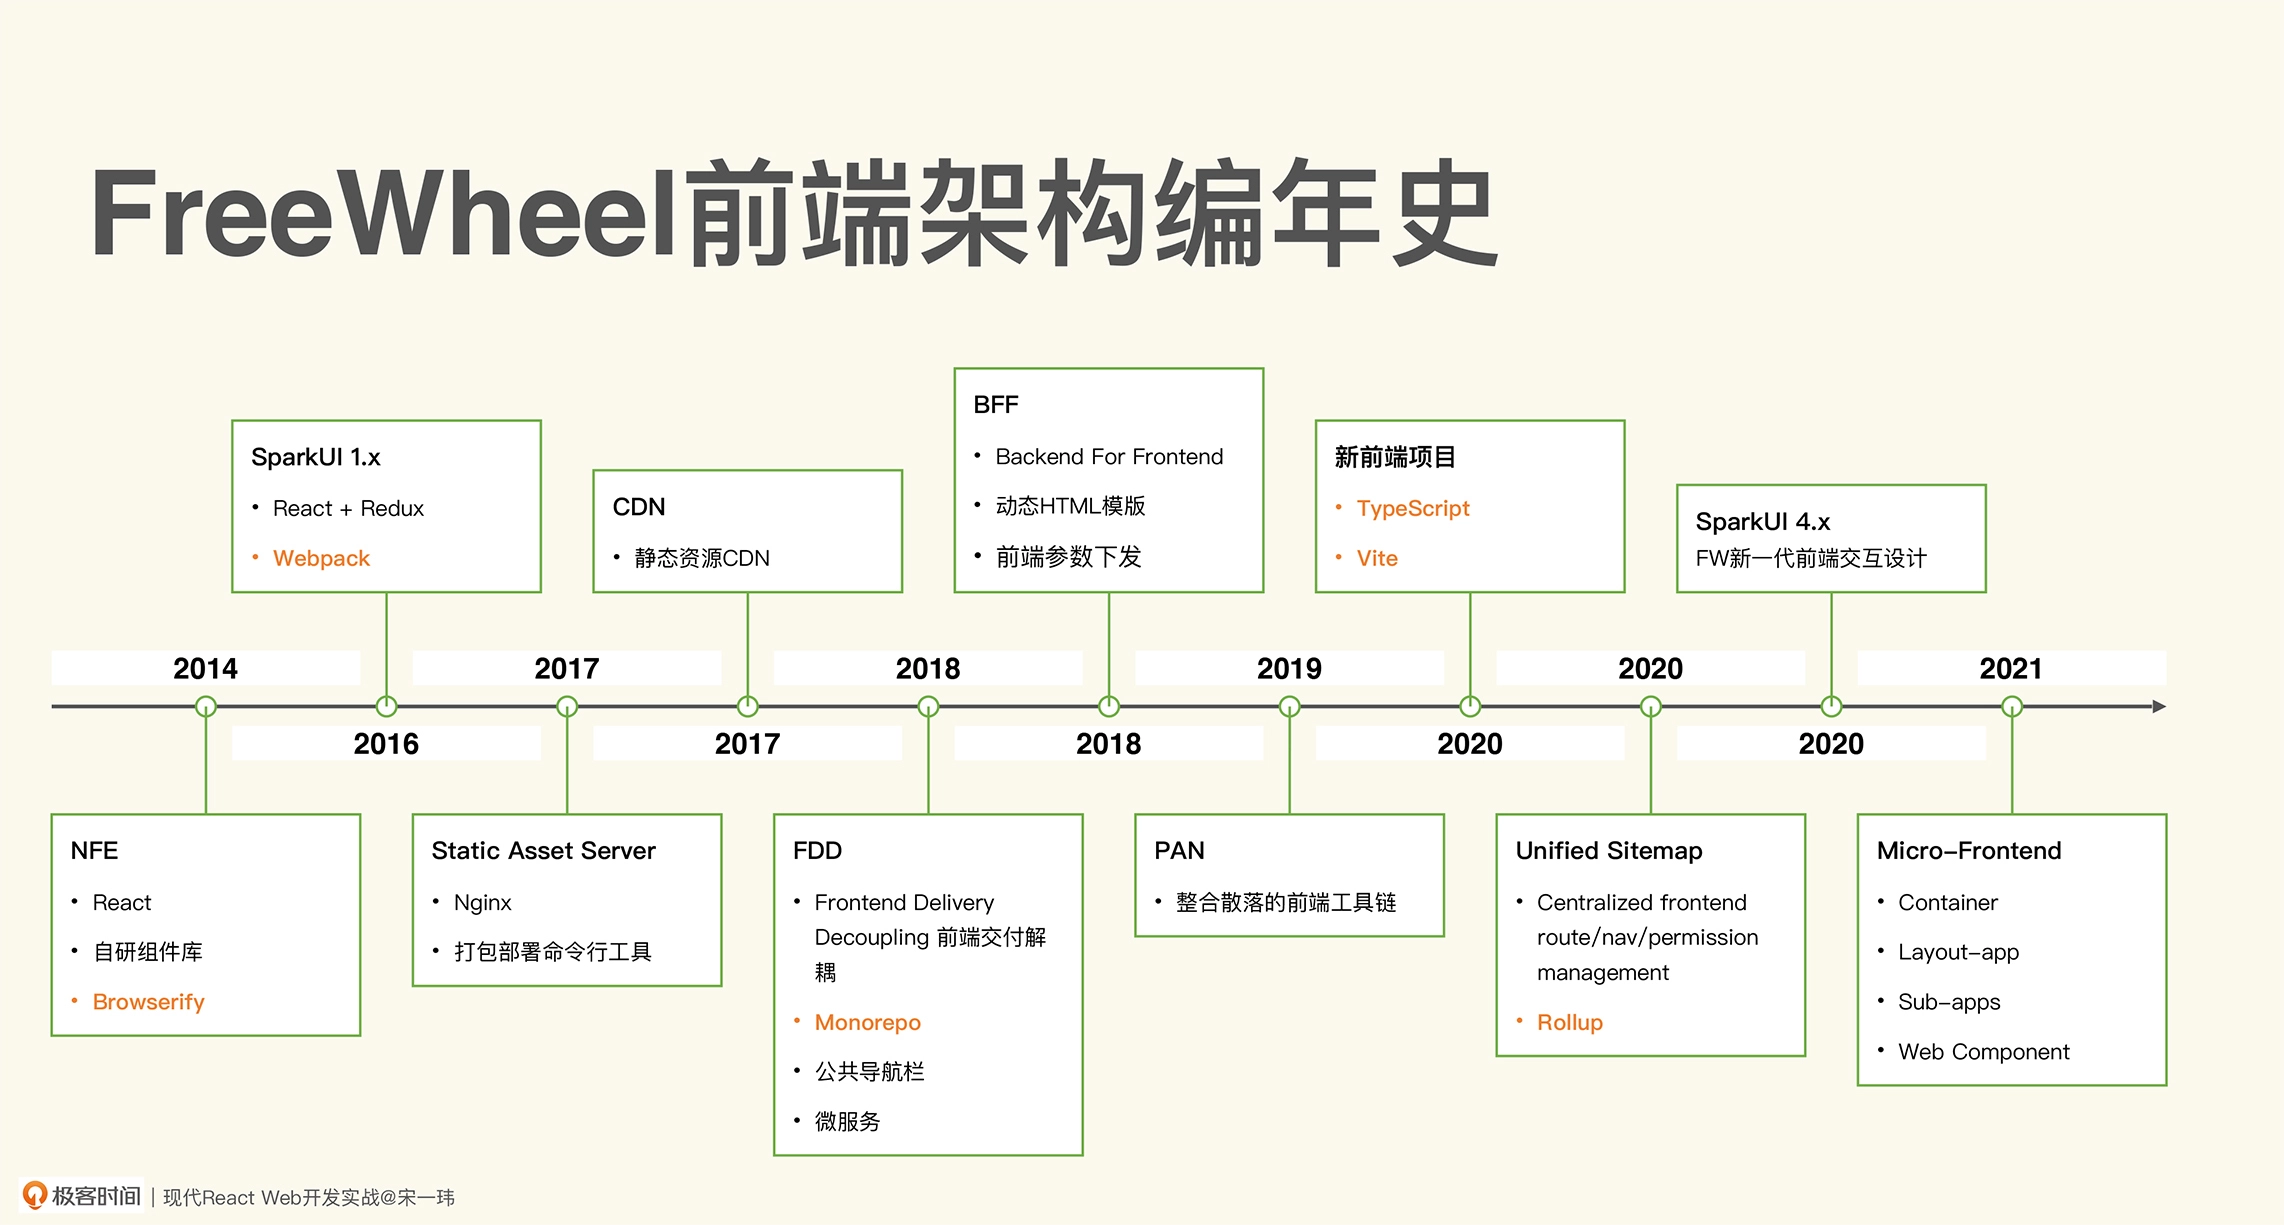 FreeWheel前端架构编年史
2014
NFE
• React
• 自研组件库
• Browserify
SparkUI 1.x
• React + Redux
• Webpack
2016
2017
Static Asset Server
• Nginx
• 打包部署命令行工具
CDN
• 静态资源CDN
2017
2018
FDD
• Frontend Delivery
Decoupling 前端交付解
耦
• Monorepo
• 公共导航栏
• 微服务
BFF
• Backend For Frontend
• 动态HTML模版
• 前端参数下发
2018
2019
PAN
• 整合散落的前端工具链
新前端项目
• TypeScript
• Vite
2020
2020
Unified Sitemap
• Centralized frontend
route/nav/permission
management
• Rollup
SparkUI 4.x
FW新一代前端交互设计
2020
2021
Micro-Frontend
• Container
• Layout-app
• Sub-apps
• Web Component
极客时间 | 现代React Web开发实战@宋一玮